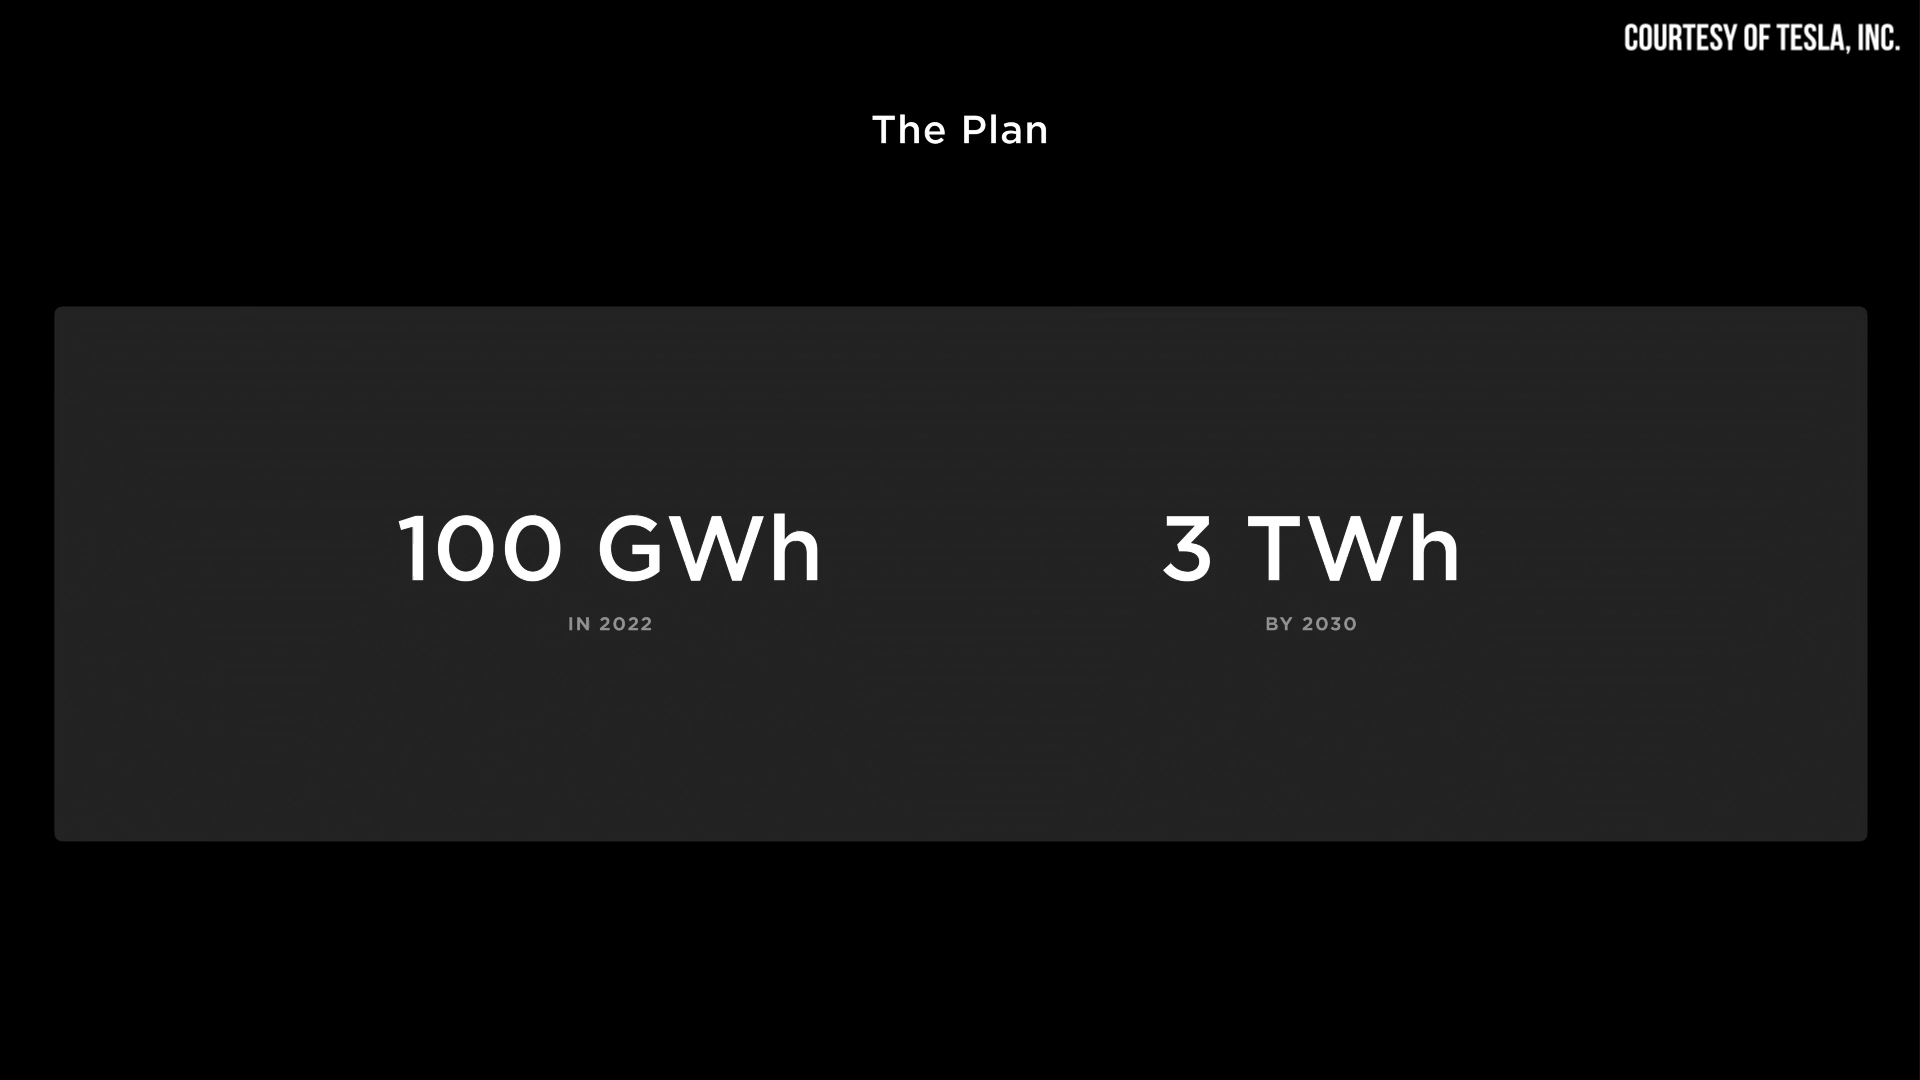 COURTESY OF TESLA, INC.
The Plan
100 GWh
IN 2022
3 TWh
BY 2030